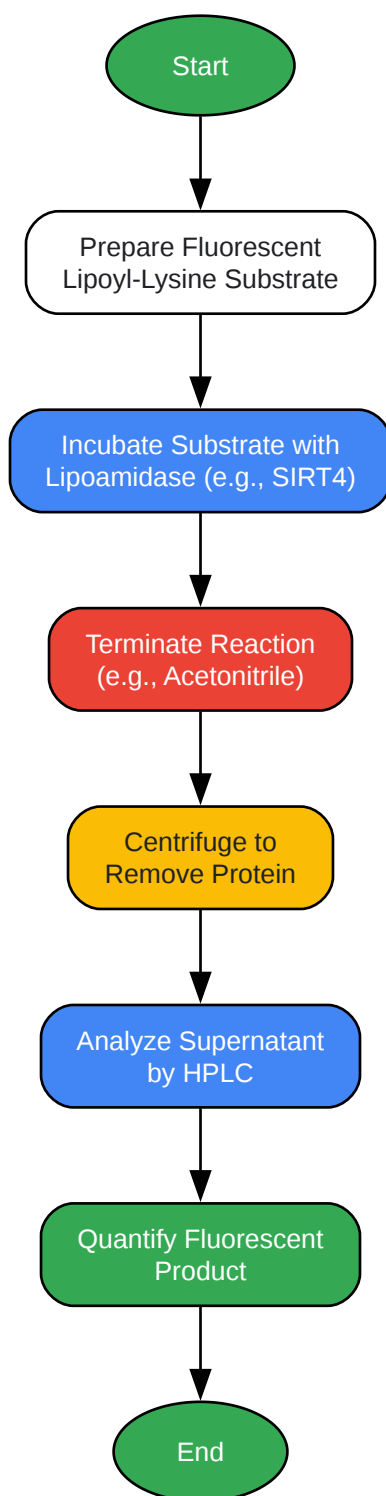 Start
Prepare Fluorescent
Lipoyl-Lysine Substrate
Incubate Substrate with
Lipoamidase (e.g., SIRT4)
Terminate Reaction
(e.g., Acetonitrile)
Centrifuge to
Remove Protein
Analyze Supernatant
by HPLC
Quantify Fluorescent
Product
End